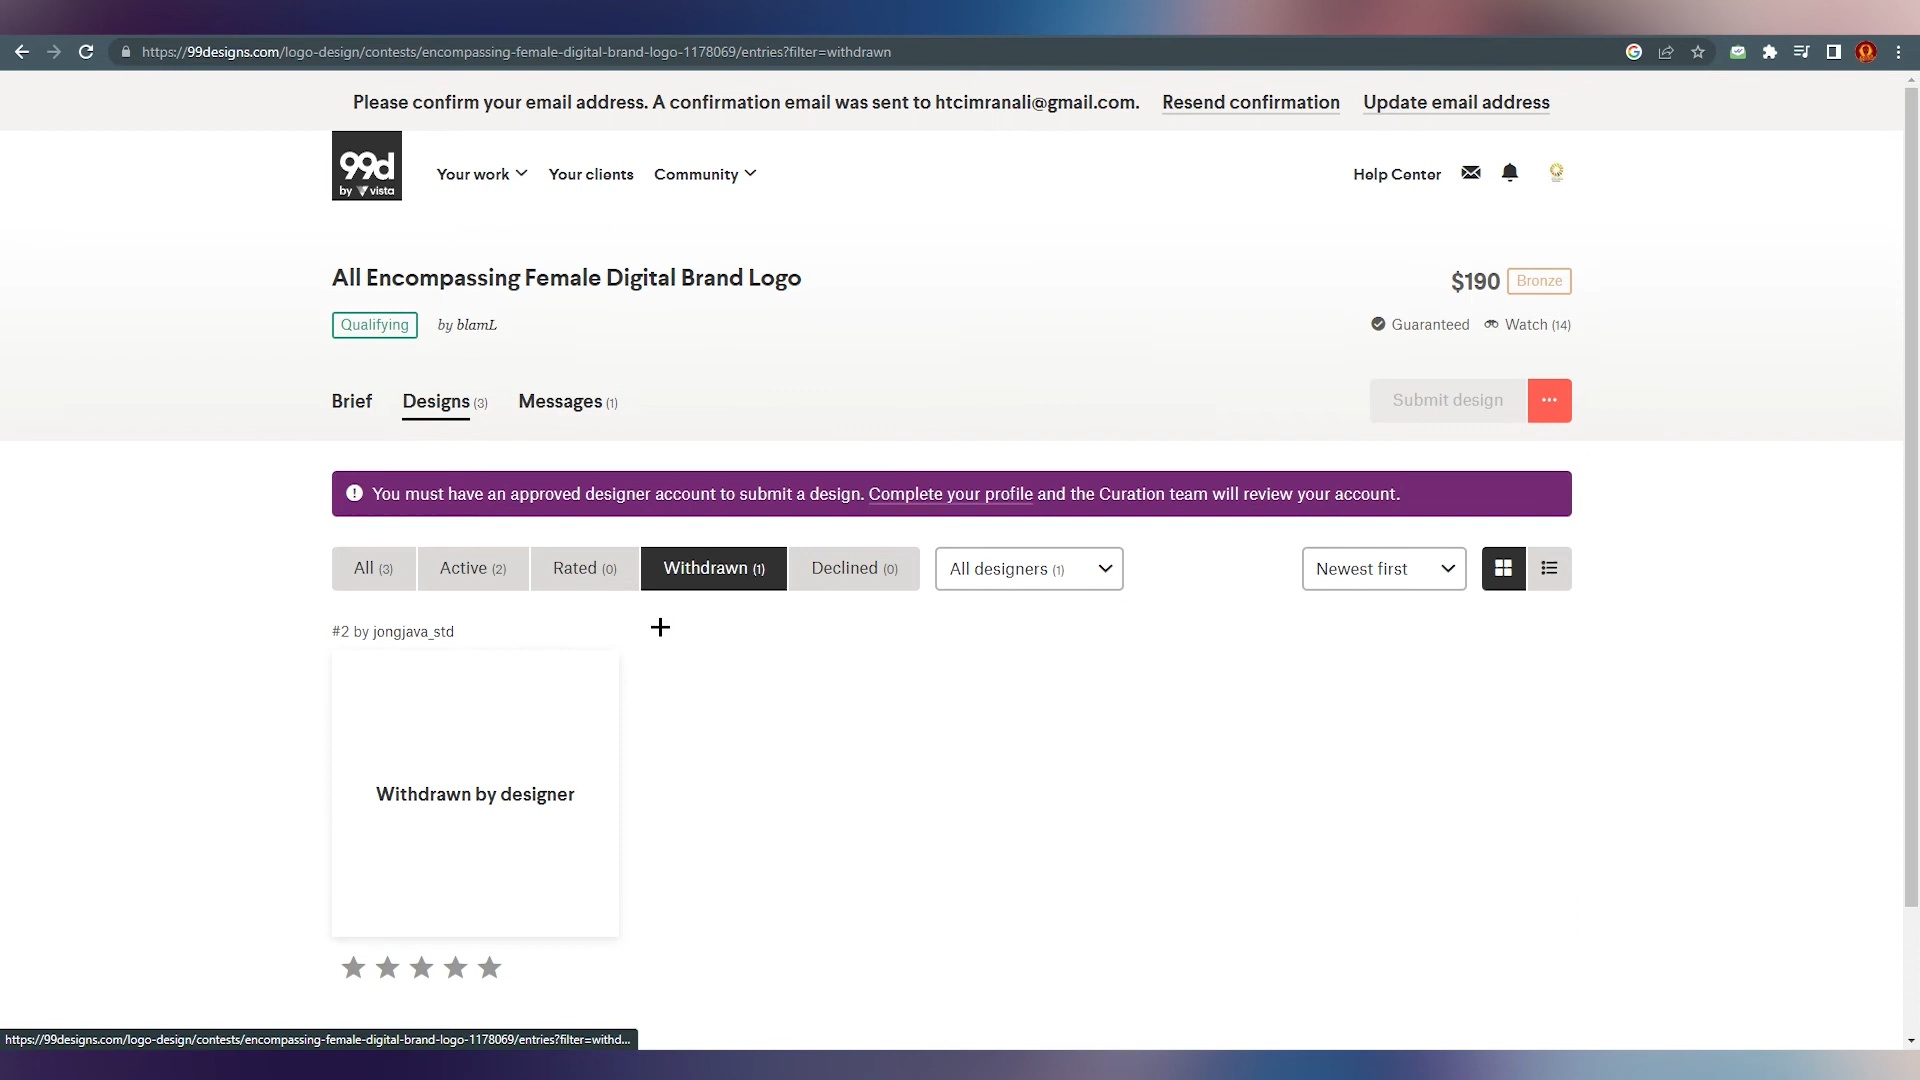 https://99designs.com/logo-design/contests/encompassing-female-digital-brand-logo-1178069/entries?filter=withdrawn
Please confirm your email address. A confirmation email was sent to htcimranali@gmail.com. Resend confirmation Update email address
99d
by vista
Your work Your clients Community Help Center
All Encompassing Female Digital Brand Logo $190 Bronze
Qualifying by blamL Guaranteed Watch (14)
Brief Designs (3) Messages (1) Submit design
You must have an approved designer account to submit a design. Complete your profile and the Curation team will review your account.
All (3) Active (2) Rated (0) Withdrawn (1) Declined (0) All designers (1) Newest first
#2 by jongjava_std
Withdrawn by designer
https://99designs.com/logo-design/contests/encompassing-female-digital-brand-logo-1178069/entries?filter=withd...